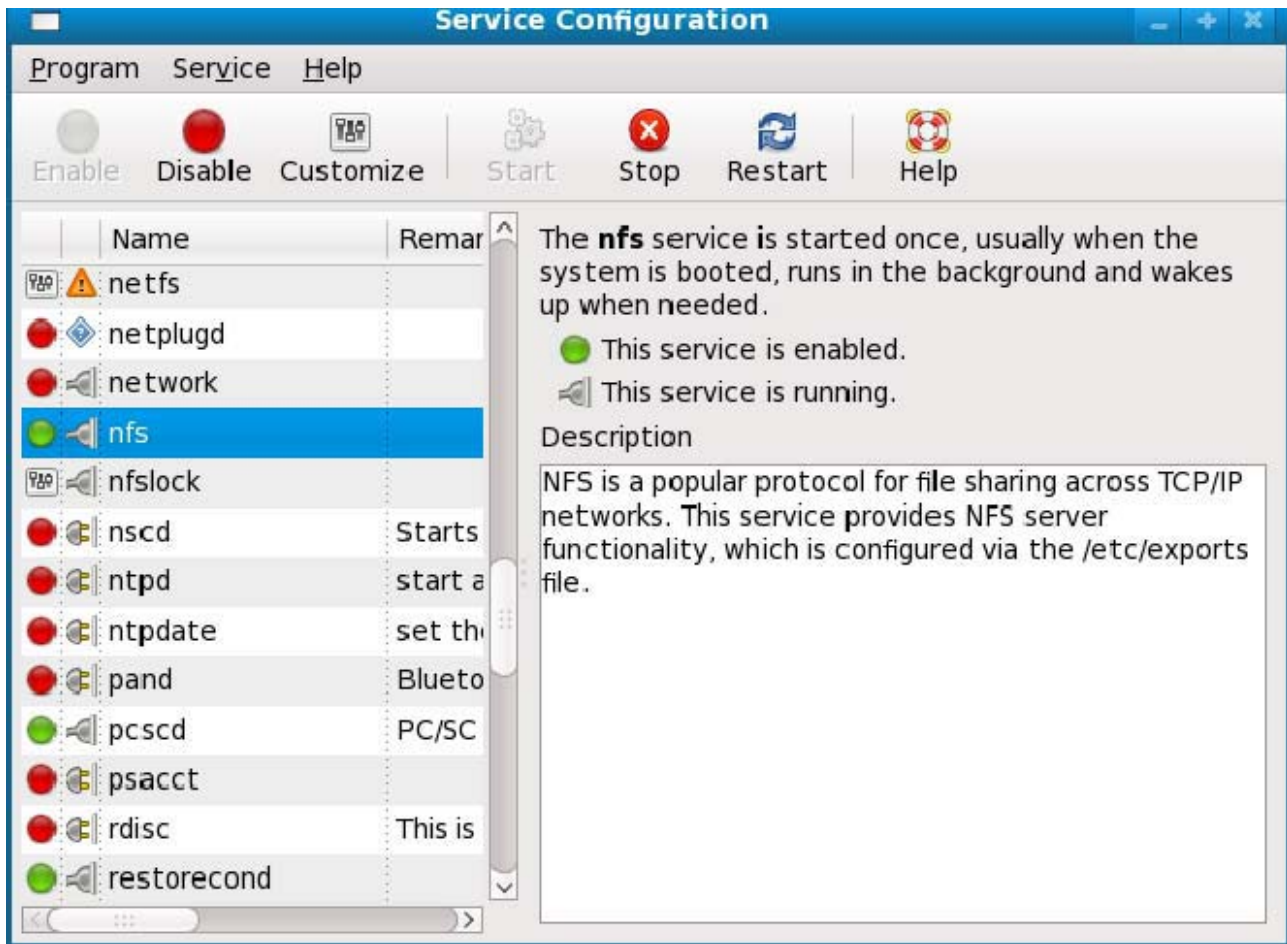 Service Configuration
Program Service Help
Enable Disable Customize Start Stop Restart Help
Name Remar
netfs
netplugd
network
nfs
nfslock
nscd Starts
ntpd start a
ntpdate set the
pand Blueto
pcscd PC/SC
psacct
rdisc This is
restorecond
The nfs service is started once, usually when the
system is booted, runs in the background and wakes
up when needed.
This service is enabled.
This service is running.
Description
NFS is a popular protocol for file sharing across TCP/IP
networks. This service provides NFS server
functionality, which is configured via the /etc/exports
file.